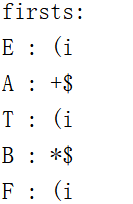 firsts:
E : (i
A : +$
T : (i
B : *$
F : (i